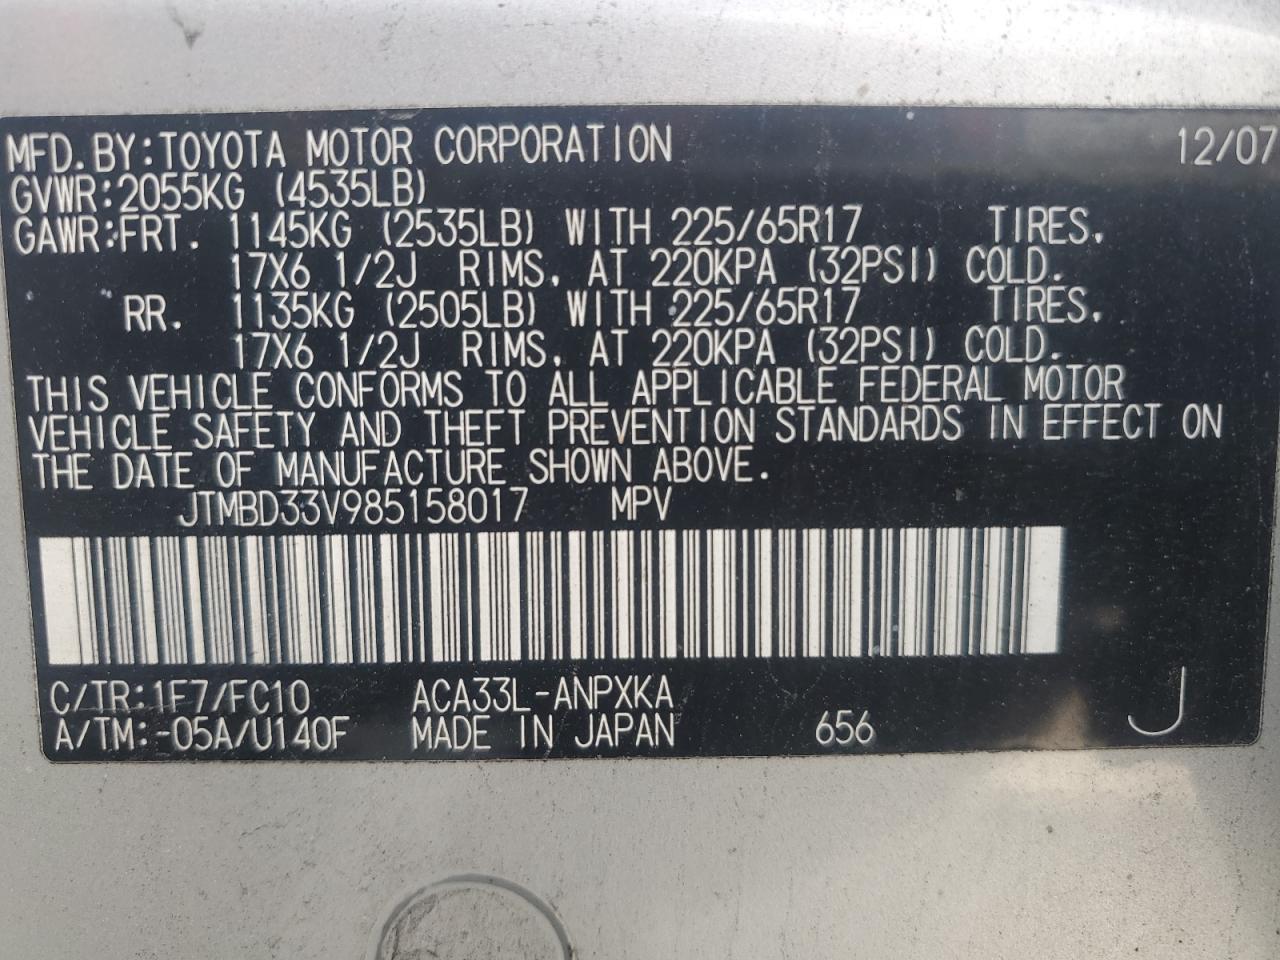 MFD.BY:TOYOTA MOTOR CORPORATION 12/07
GVWR:2055KG (4535LB)
GAWR:FRT. 1145KG (2535LB) WITH 225/65R17 TIRES,
17X6 1/2J RIMS, AT 220KPA (32PSI) COLD.
RR. 1135KG (2505LB) WITH 225/65R17 TIRES,
17X6 1/2J RIMS, AT 220KPA (32PSI) COLD.
THIS VEHICLE CONFORMS TO ALL APPLICABLE FEDERAL MOTOR
VEHICLE SAFETY AND THEFT PREVENTION STANDARDS IN EFFECT ON
THE DATE OF MANUFACTURE SHOWN ABOVE.
JTMBD33V985158017 MPV
C/TR:1F7/FC10 ACA33L-ANPXKA
A/TM:-05A/U140F MADE IN JAPAN 656 J